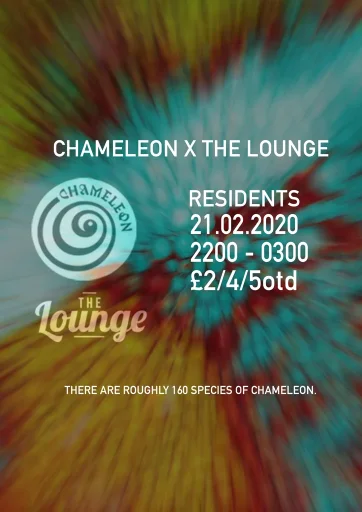 CHAMELEON X THE LOUNGE
CHAMELEON
RESIDENTS
21.02.2020
2200 - 0300
£2/4/5otd
THE
Lounge
THERE ARE ROUGHLY 160 SPECIES OF CHAMELEON.